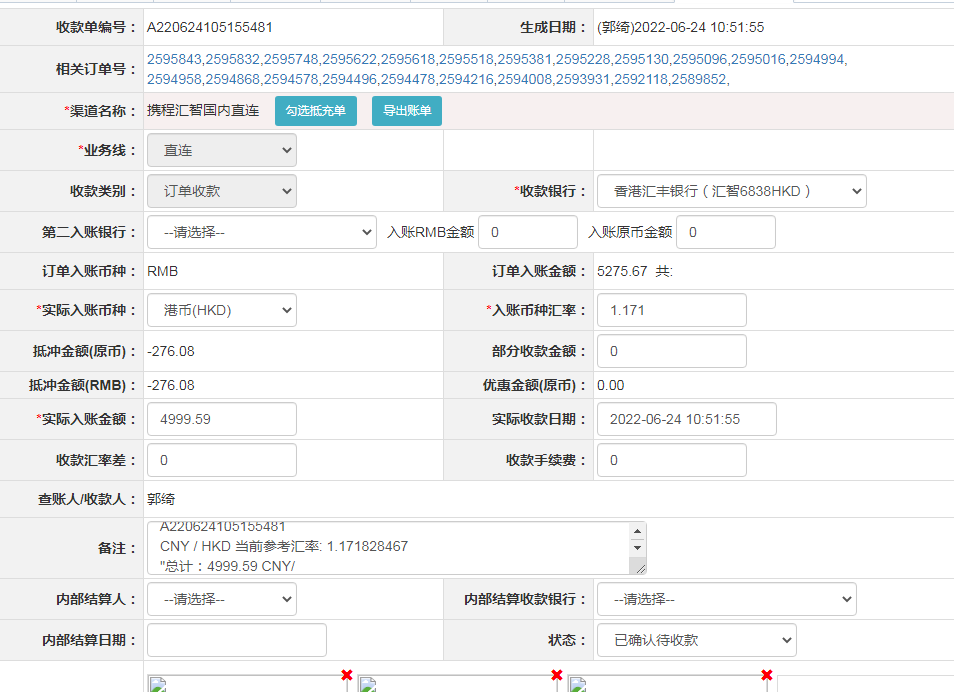 收款单编号： A220624105155481 生成日期： (郭绮)2022-06-24 10:51:55
相关订单号： 2595843,2595832,2595748,2595622,2595618,2595518,2595381,2595228,2595130,2595096,2595016,2594994,
2594958,2594868,2594578,2594496,2594478,2594216,2594008,2593931,2592118,2589852,
*渠道名称： 携程汇智国内直连 勾选抵充单 导出账单
*业务线： 直连
收款类别： 订单收款 *收款银行： 香港汇丰银行（汇智6838HKD）
第二入账银行： --请选择-- 入账RMB金额 0 入账原币金额 0
订单入账币种： RMB 订单入账金额： 5275.67 共:
*实际入账币种： 港币(HKD) *入账币种汇率： 1.171
抵冲金额(原币)： -276.08 部分收款金额： 0
抵冲金额(RMB)： -276.08 优惠金额(原币)： 0.00
*实际入账金额： 4999.59 实际收款日期： 2022-06-24 10:51:55
收款汇率差： 0 收款手续费： 0
查账人/收款人： 郭绮
备注： A220624105155481
CNY / HKD 当前参考汇率: 1.171828467
"总计：4999.59 CNY/
内部结算人： --请选择-- 内部结算收款银行： --请选择--
内部结算日期： 状态： 已确认待收款